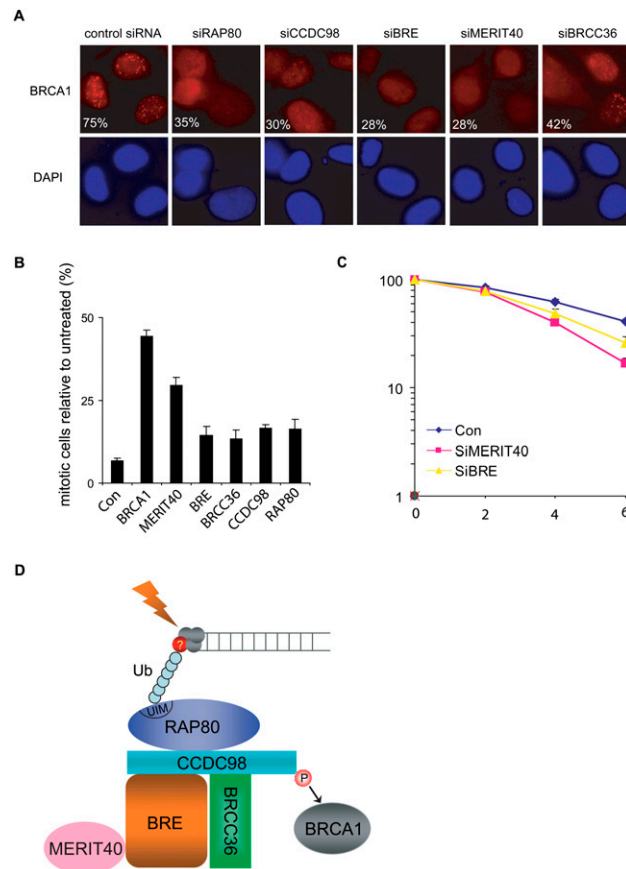 A
control siRNA siRAP80 siCCDC98 siBRE siMERIT40 siBRCC36
BRCA1
75% 35% 30% 28% 28% 42%
DAPI
B
mitotic cells relative to untreated (%)
50
25
0
Con BRCA1 MERIT40 BRE BRCC36 CCDC98 RAP80
C
100
10
1
Con
SiMERIT40
SiBRE
0 2 4 6
D
?
Ub
UIM
RAP80
CCDC98
P
BRE
BRCC36
BRCA1
MERIT40